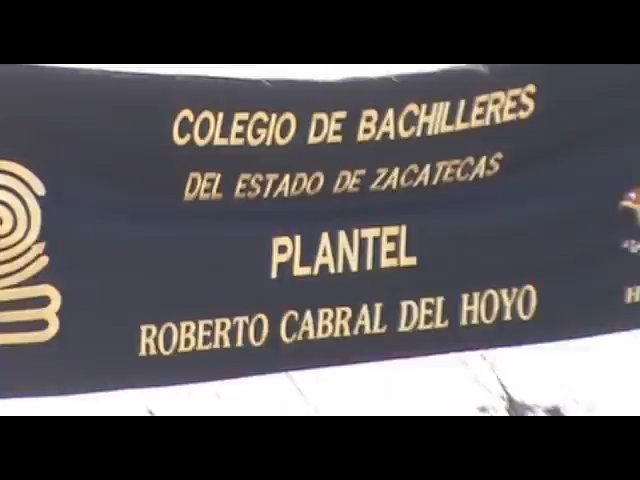 COLEGIO DE BACHILLERES
DEL ESTADO DE ZACATECAS
PLANTEL
ROBERTO CABRAL DEL HOYO